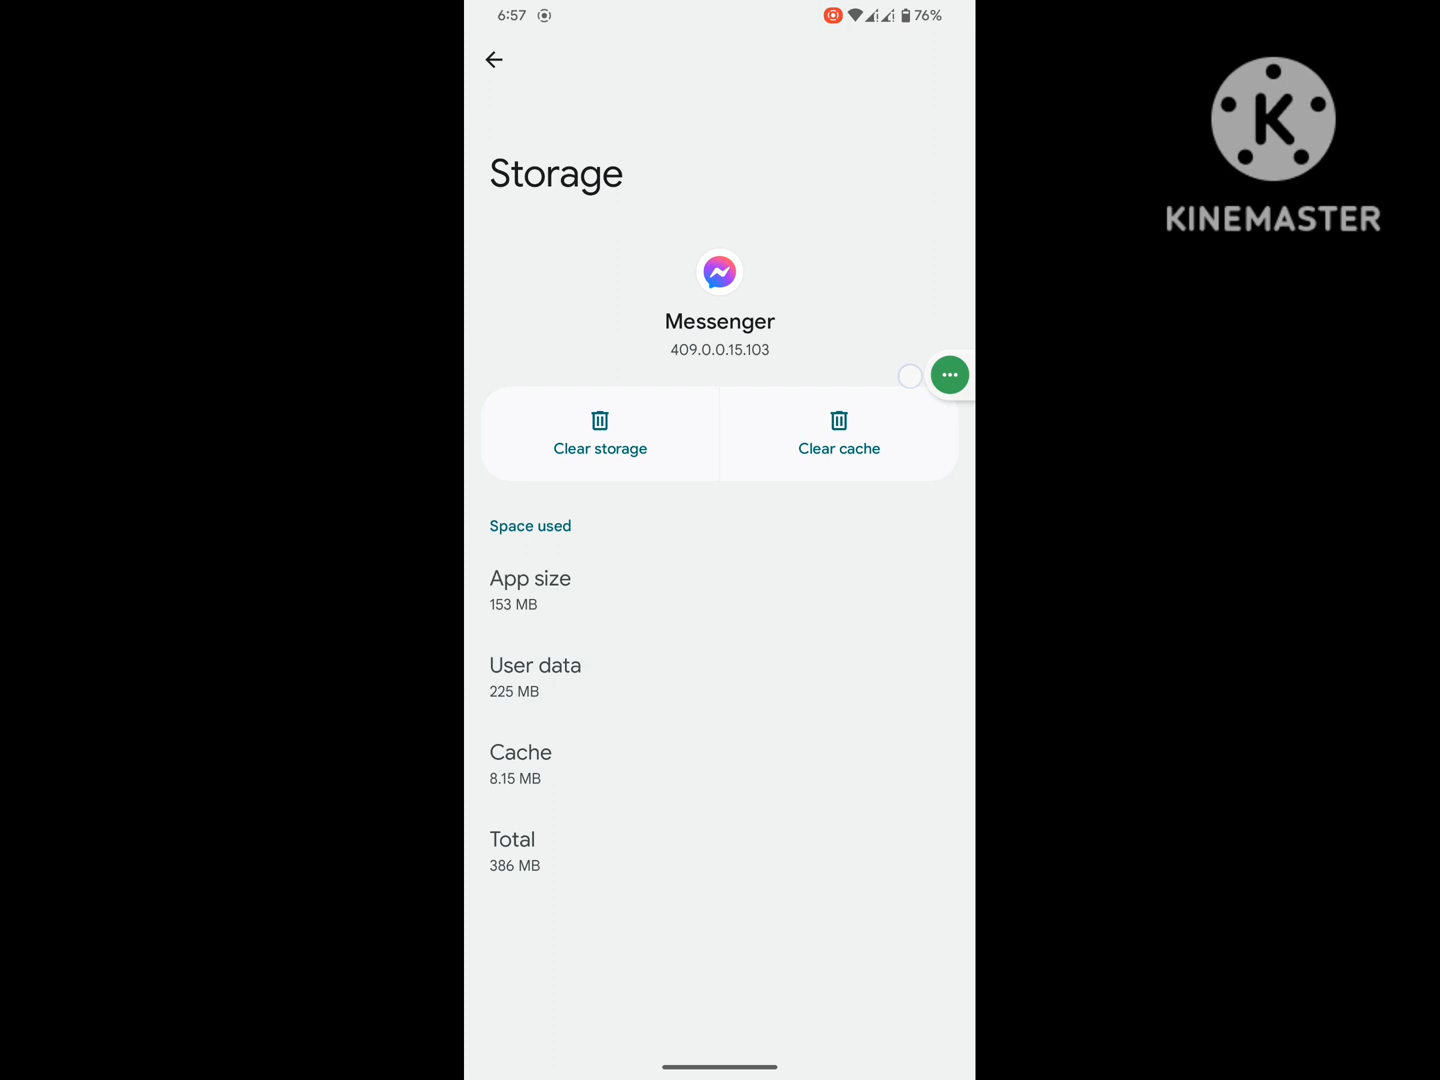 6:57
76%
Storage
Messenger
409.0.0.15.103
Clear storage
Clear cache
Space used
App size
153 MB
User data
225 MB
Cache
8.15 MB
Total
386 MB
K
KINEMASTER